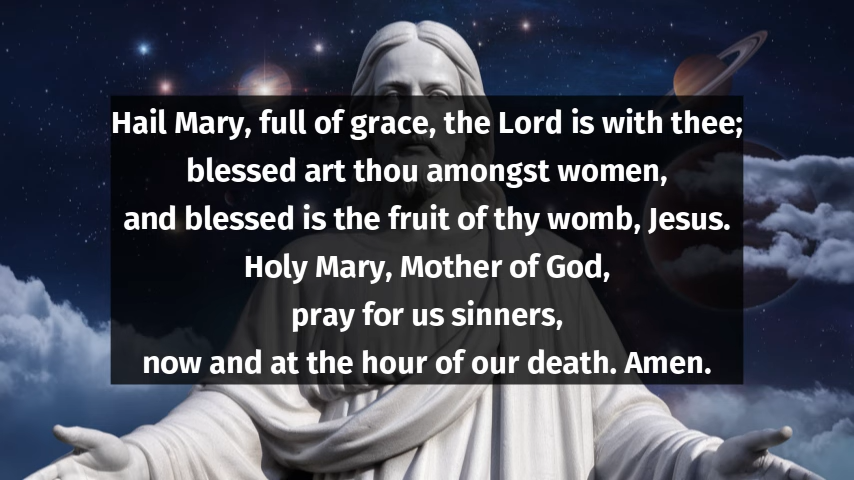 Hail Mary, full of grace, the Lord is with thee;
blessed art thou amongst women,
and blessed is the fruit of thy womb, Jesus.
Holy Mary, Mother of God,
pray for us sinners,
now and at the hour of our death. Amen.